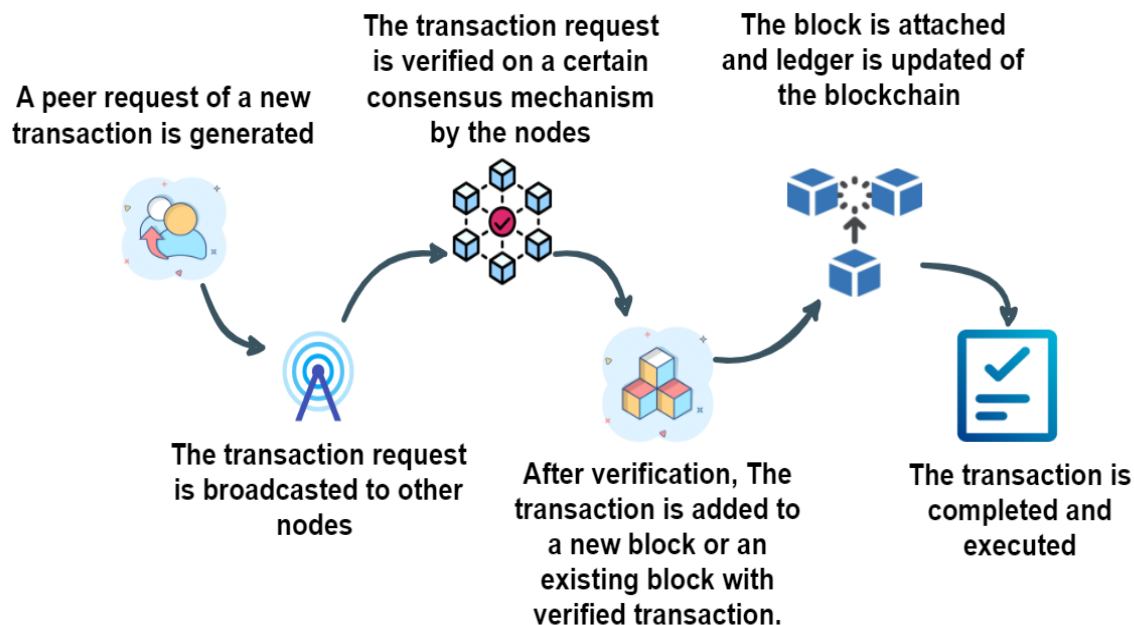 A peer request of a new
transaction is generated
The transaction request
is broadcasted to other
nodes
The transaction request
is verified on a certain
consensus mechanism
by the nodes
After verification, The
transaction is added to
a new block or an
existing block with
verified transaction.
The block is attached
and ledger is updated of
the blockchain
The transaction is
completed and
executed